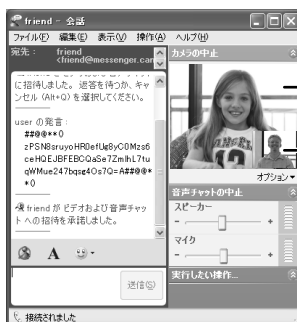 friend - 会話
ファイル(F) 編集(E) 表示(V) 操作(A) ヘルプ(H)
宛先： friend
<friend@messenger.can
カメラの中止
に招待しました。返答を待つか、キャ
ンセル (Alt+Q) を選択してください。
user の発言：
##@@**0
zPSN8sruyoHR0efUg8yC0Mzs6
ceHQEJBFEBCQaSe7ZmlhL7tu
qWMue247bqsg4Os7Q=A##@@*
*0
friend が ビデオおよび音声チャッ
ト への招待を承諾しました。
オプション
音声チャットの中止
スピーカー
- +
マイク
- +
実行したい操作...
A
送信(S)
接続されました